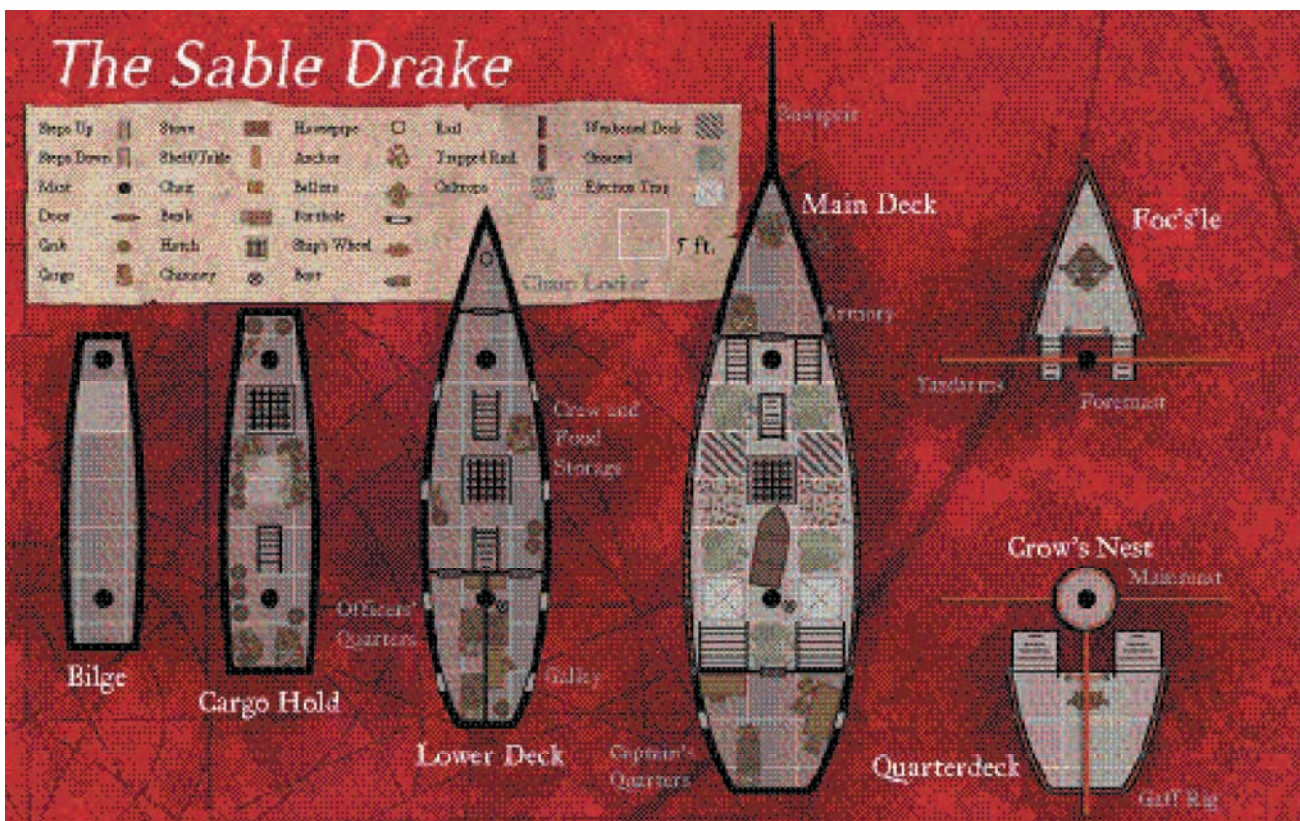 The Sable Drake
Steps Up
Stove
Hawsepipe
Rail
Weakened Deck
Steps Down
Shelf/Table
Anchor
Trapped Rail
Greased
Mast
Chair
Ballista
Caltrops
Ejection Trap
Door
Bunk
Porthole
Cask
Hatch
Ship's Wheel
5 ft.
Cargo
Chimney
Boat
Bowsprit
Main Deck
Foc's'le
Chain Locker
Armory
Yardarms
Foremast
Crew and
Food
Storage
Crow's Nest
Mainmast
Officers'
Quarters
Galley
Bilge
Cargo Hold
Lower Deck
Captain's
Quarters
Quarterdeck
Gaff Rig